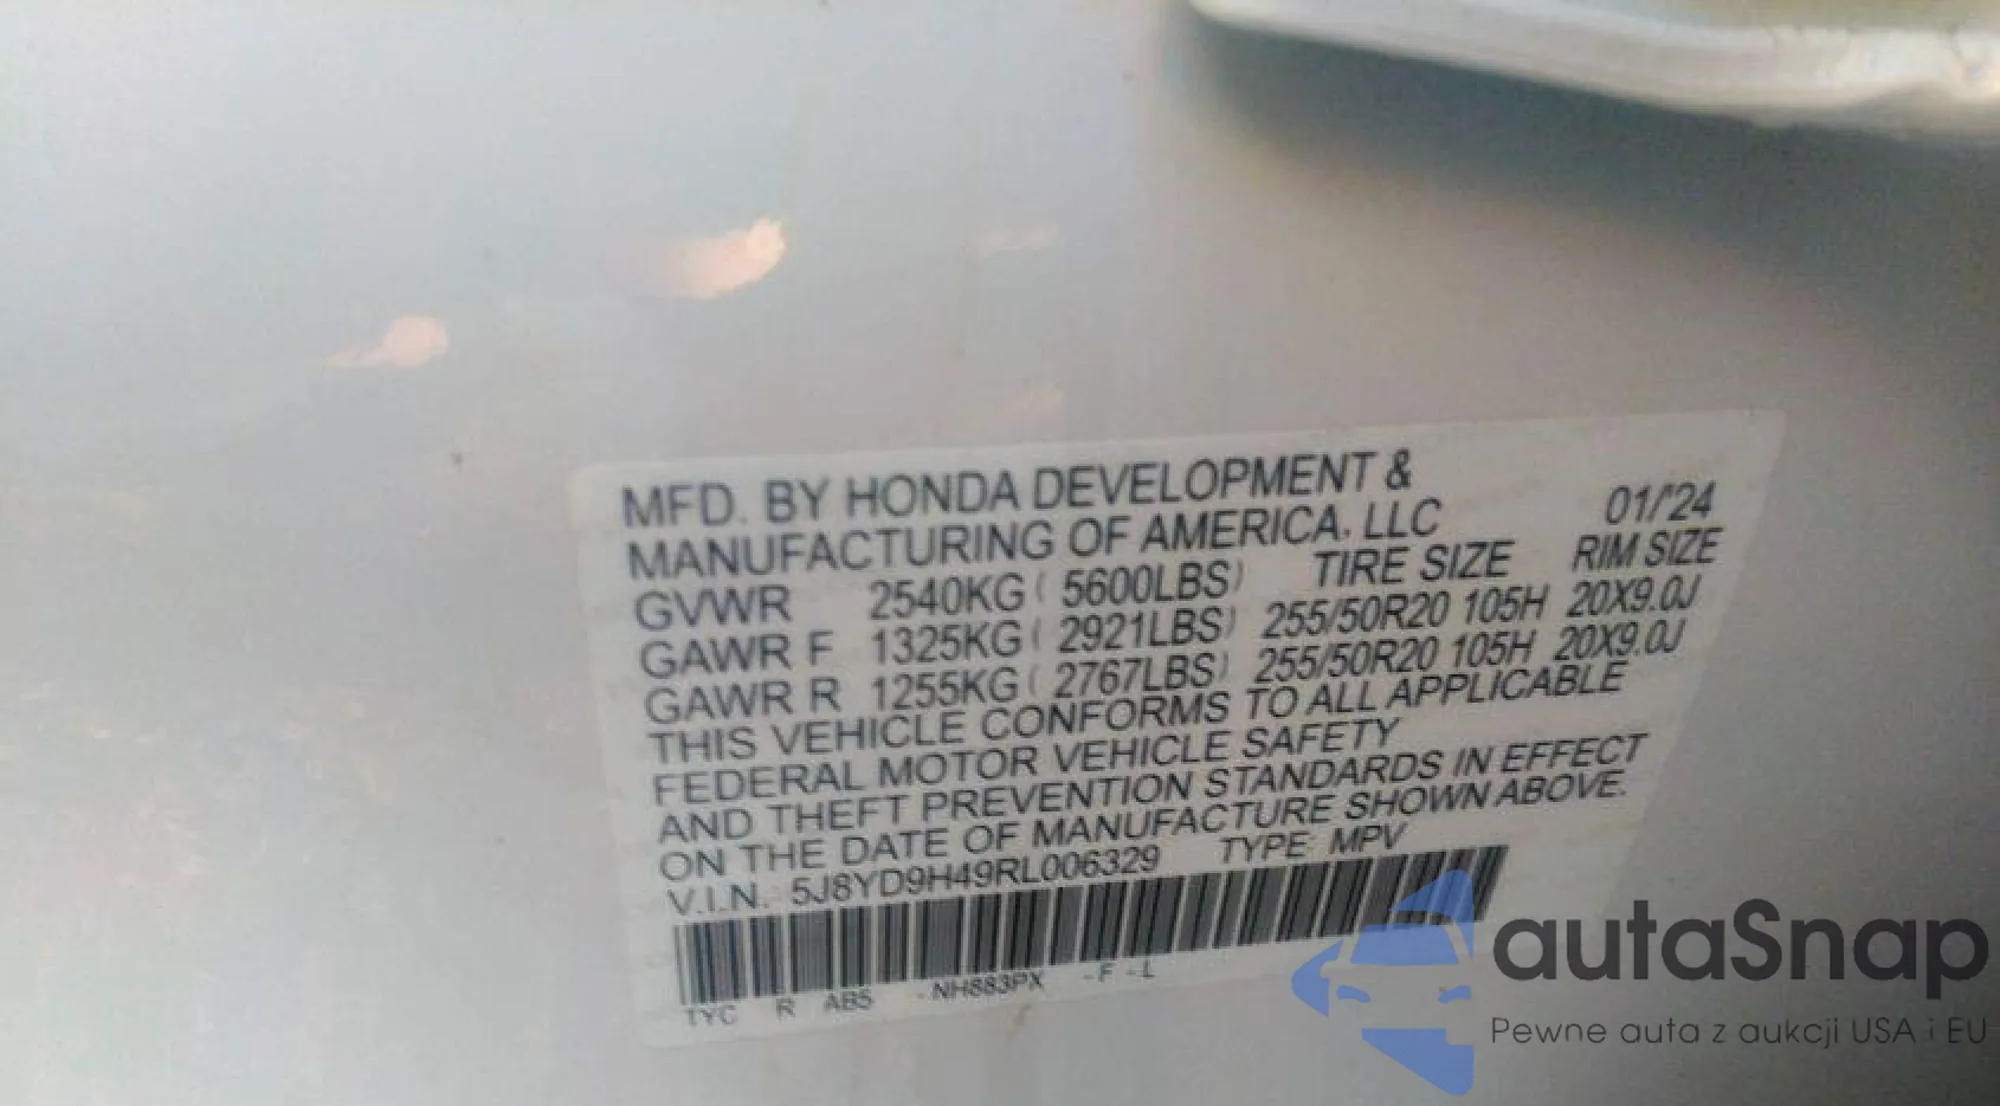 MFD. BY HONDA DEVELOPMENT &
MANUFACTURING OF AMERICA, LLC 01/'24
GVWR 2540KG ( 5600LBS) TIRE SIZE RIM SIZE
GAWR F 1325KG ( 2921LBS) 255/50R20 105H 20X9.0J
GAWR R 1255KG ( 2767LBS) 255/50R20 105H 20X9.0J
THIS VEHICLE CONFORMS TO ALL APPLICABLE
FEDERAL MOTOR VEHICLE SAFETY
AND THEFT PREVENTION STANDARDS IN EFFECT
ON THE DATE OF MANUFACTURE SHOWN ABOVE.
V.I.N. 5J8YD9H49RL006329 TYPE: MPV
TYC R AB5 -NH883PX -F -L
autaSnap
Pewne auta z aukcji USA i EU